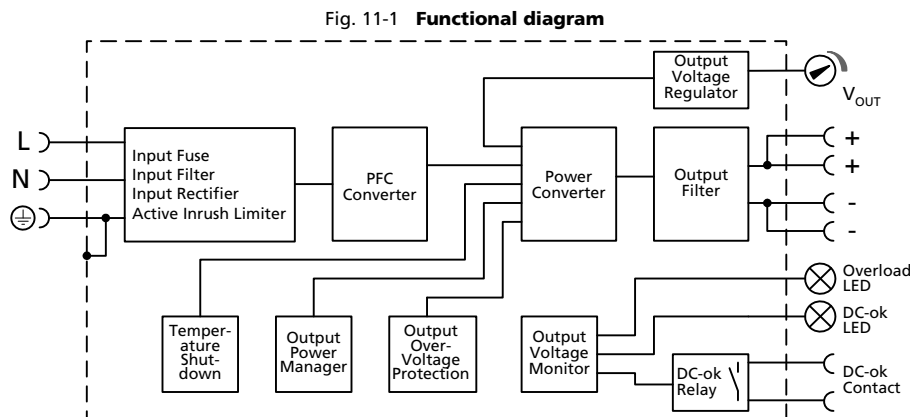 Fig. 11-1 Functional diagram
Output
Voltage
Regulator
V OUT
L
N
Input Fuse
Input Filter
Input Rectifier
Active Inrush Limiter
PFC
Converter
Power
Converter
Output
Filter
+
+
-
-
Temper-
ature
Shut-
down
Output
Power
Manager
Output
Over-
Voltage
Protection
Output
Voltage
Monitor
DC-ok
Relay
Overload
LED
DC-ok
LED
DC-ok
Contact